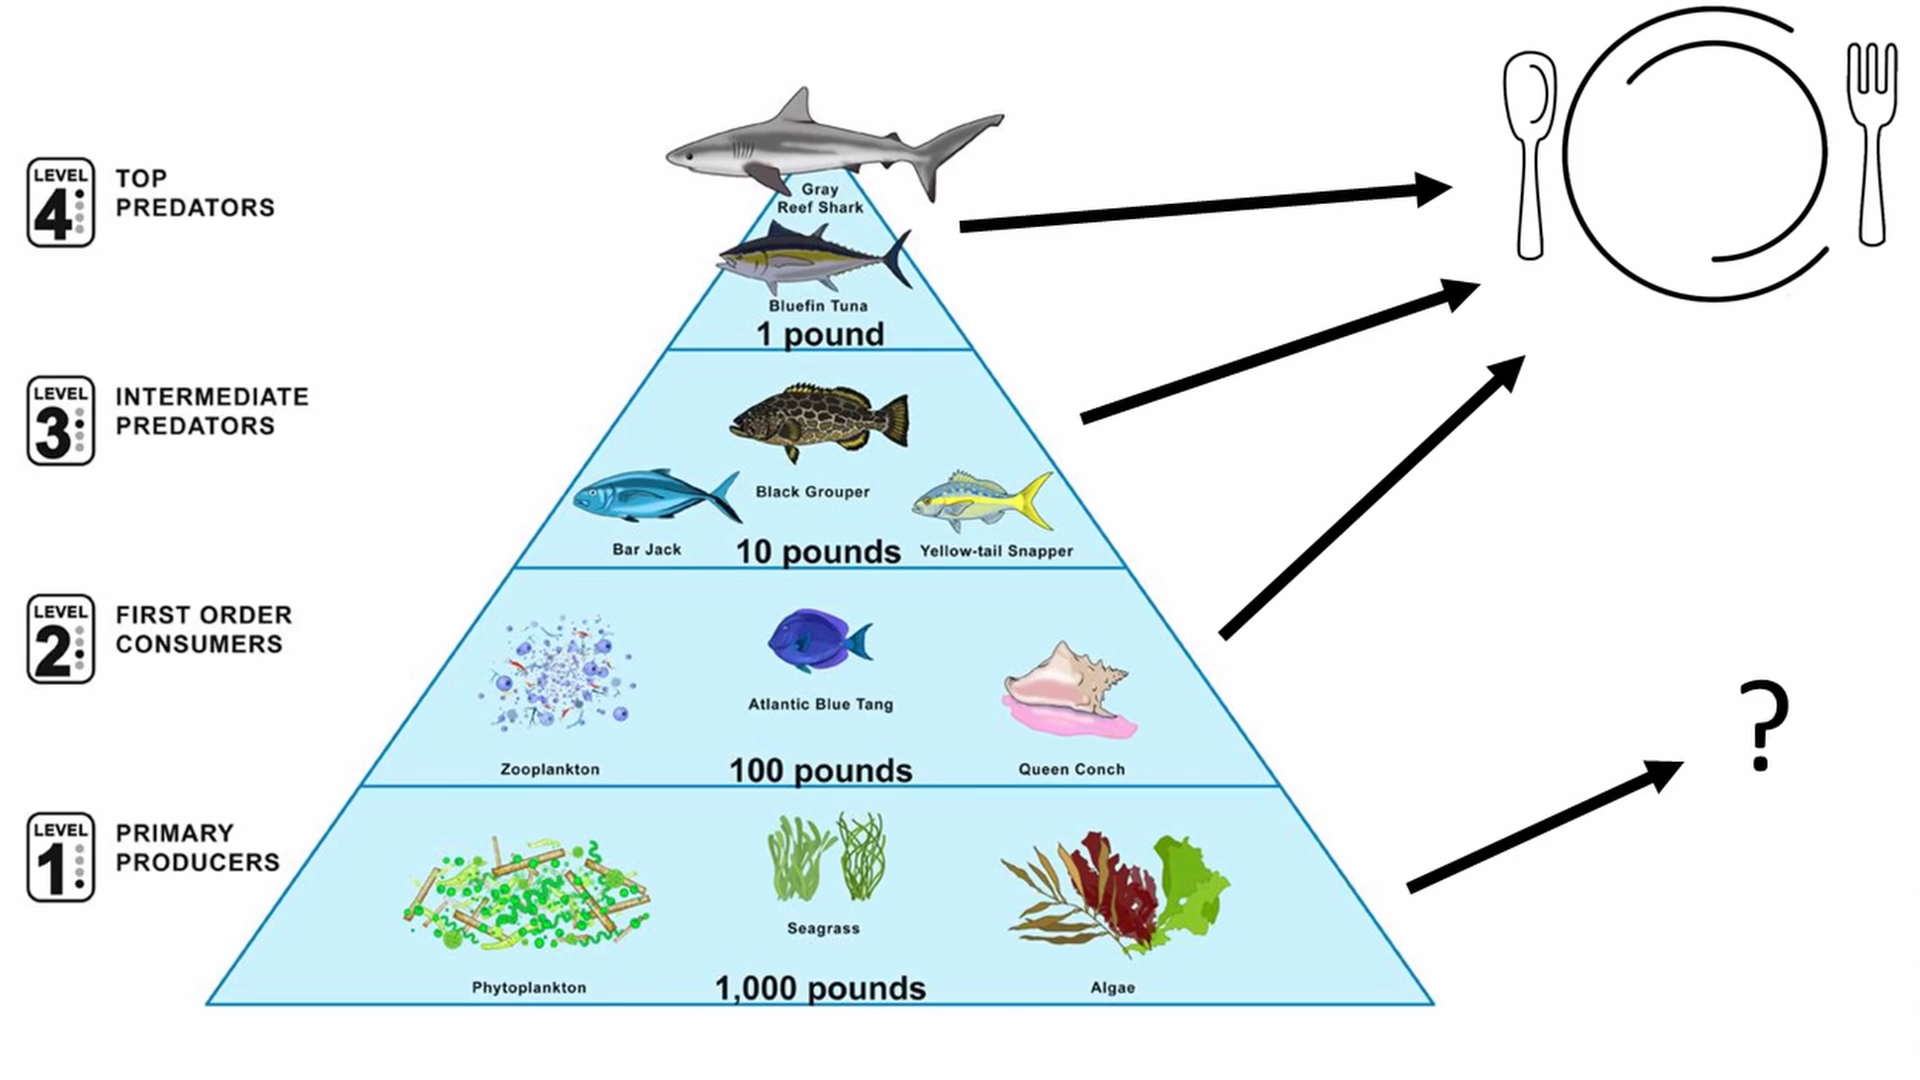 LEVEL
4
TOP
PREDATORS
Gray
Reef Shark
Bluefin Tuna
1 pound
LEVEL
3
INTERMEDIATE
PREDATORS
Black Grouper
Bar Jack
10 pounds
Yellow-tail Snapper
LEVEL
2
FIRST ORDER
CONSUMERS
Atlantic Blue Tang
Zooplankton
100 pounds
Queen Conch
?
LEVEL
1
PRIMARY
PRODUCERS
Seagrass
Phytoplankton
1,000 pounds
Algae